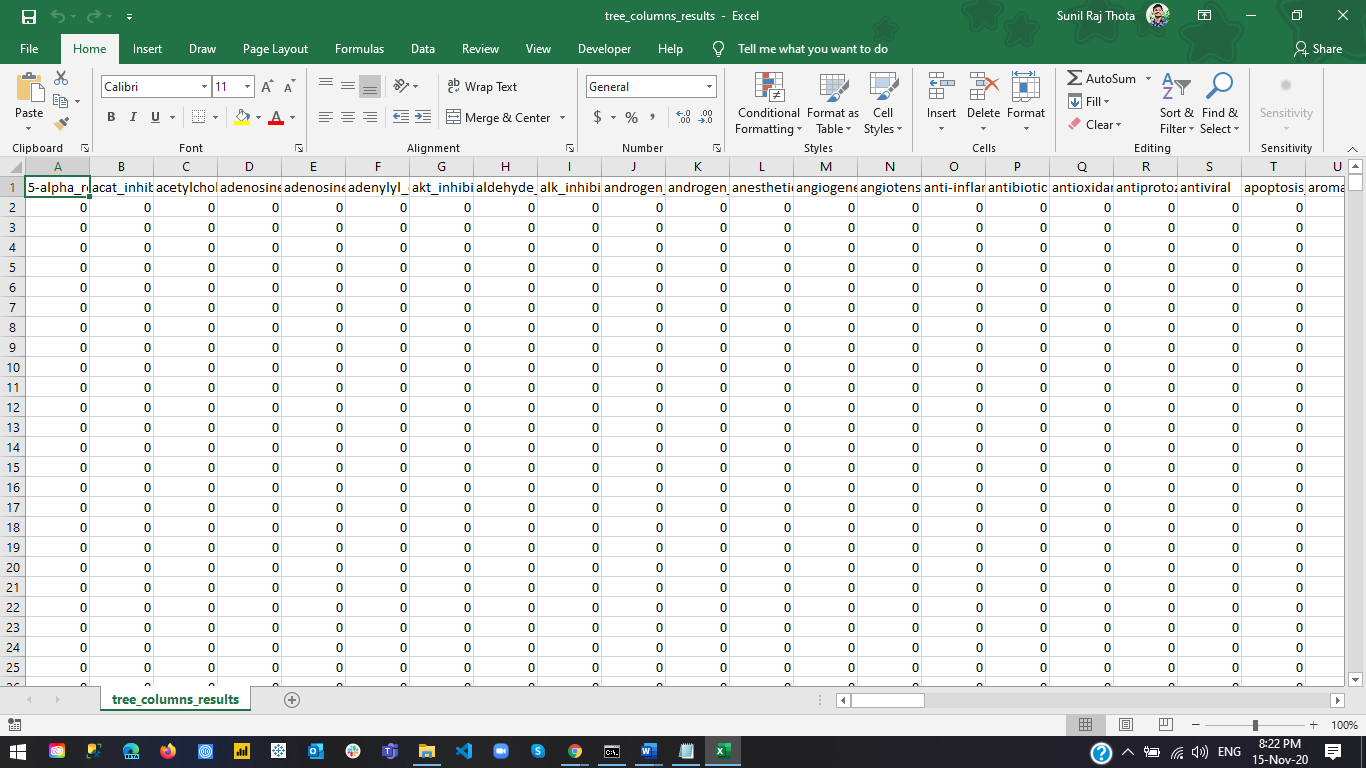 tree_columns_results - Excel
Sunil Raj Thota
File Home Insert Draw Page Layout Formulas Data Review View Developer Help Tell me what you want to do Share
Calibri 11 Wrap Text General AutoSum
Paste B I U Merge & Center $ % , Conditional Formatting Format as Table Cell Styles Insert Delete Format Fill Sort & Filter Find & Select Sensitivity
Clear
Clipboard Font Alignment Number Styles Cells Editing Sensitivity
A B C D E F G H I J K L M N O P Q R S T U
1 5-alpha_re acat_inhib acetylchol adenosine adenosine adenylyl_ akt_inhibi aldehyde_ alk_inhibi androgen_ androgen_ anesthetic angiogene angiotens anti-inflar antibiotic antioxidar antiprotoz antiviral apoptosis_ aroma
2 0 0 0 0 0 0 0 0 0 0 0 0 0 0 0 0 0 0 0 0
3 0 0 0 0 0 0 0 0 0 0 0 0 0 0 0 0 0 0 0 0
4 0 0 0 0 0 0 0 0 0 0 0 0 0 0 0 0 0 0 0 0
5 0 0 0 0 0 0 0 0 0 0 0 0 0 0 0 0 0 0 0 0
6 0 0 0 0 0 0 0 0 0 0 0 0 0 0 0 0 0 0 0 0
7 0 0 0 0 0 0 0 0 0 0 0 0 0 0 0 0 0 0 0 0
8 0 0 0 0 0 0 0 0 0 0 0 0 0 0 0 0 0 0 0 0
9 0 0 0 0 0 0 0 0 0 0 0 0 0 0 0 0 0 0 0 0
10 0 0 0 0 0 0 0 0 0 0 0 0 0 0 0 0 0 0 0 0
11 0 0 0 0 0 0 0 0 0 0 0 0 0 0 0 0 0 0 0 0
12 0 0 0 0 0 0 0 0 0 0 0 0 0 0 0 0 0 0 0 0
13 0 0 0 0 0 0 0 0 0 0 0 0 0 0 0 0 0 0 0 0
14 0 0 0 0 0 0 0 0 0 0 0 0 0 0 0 0 0 0 0 0
15 0 0 0 0 0 0 0 0 0 0 0 0 0 0 0 0 0 0 0 0
16 0 0 0 0 0 0 0 0 0 0 0 0 0 0 0 0 0 0 0 0
17 0 0 0 0 0 0 0 0 0 0 0 0 0 0 0 0 0 0 0 0
18 0 0 0 0 0 0 0 0 0 0 0 0 0 0 0 0 0 0 0 0
19 0 0 0 0 0 0 0 0 0 0 0 0 0 0 0 0 0 0 0 0
20 0 0 0 0 0 0 0 0 0 0 0 0 0 0 0 0 0 0 0 0
21 0 0 0 0 0 0 0 0 0 0 0 0 0 0 0 0 0 0 0 0
22 0 0 0 0 0 0 0 0 0 0 0 0 0 0 0 0 0 0 0 0
23 0 0 0 0 0 0 0 0 0 0 0 0 0 0 0 0 0 0 0 0
24 0 0 0 0 0 0 0 0 0 0 0 0 0 0 0 0 0 0 0 0
25 0 0 0 0 0 0 0 0 0 0 0 0 0 0 0 0 0 0 0 0
tree_columns_results
100%
ENG
8:22 PM
15-Nov-20